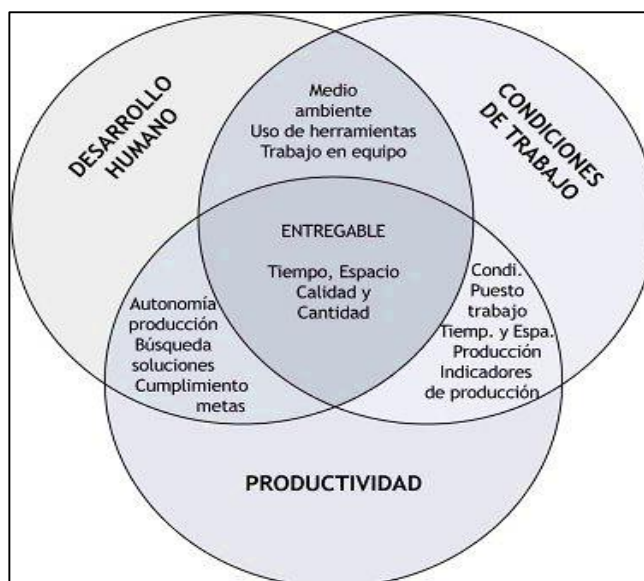 DESARROLLO
HUMANO
Medio
ambiente
Uso de herramientas
Trabajo en equipo
CONDICIONES
DE TRABAJO
ENTREGABLE
Tiempo, Espacio
Calidad y
Cantidad
Autonomía
producción
Búsqueda
soluciones
Cumplimiento
metas
Condi.
Puesto
trabajo
Tiemp. y Espa.
Producción
Indicadores
de producción
PRODUCTIVIDAD